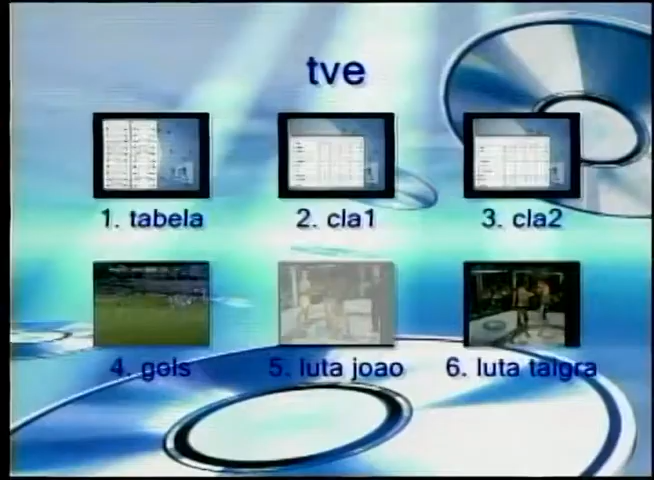 tve
1. tabela
2. cla1
3. cla2
4. gols
5. luta joao
6. luta taigra